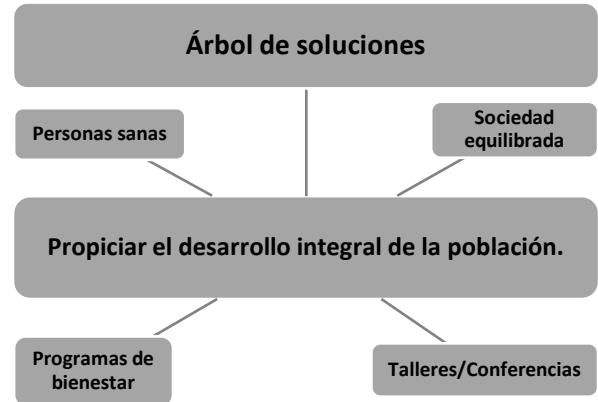 Árbol de soluciones
Personas sanas
Sociedad
equilibrada
Propiciar el desarrollo integral de la población.
Programas de
bienestar
Talleres/Conferencias